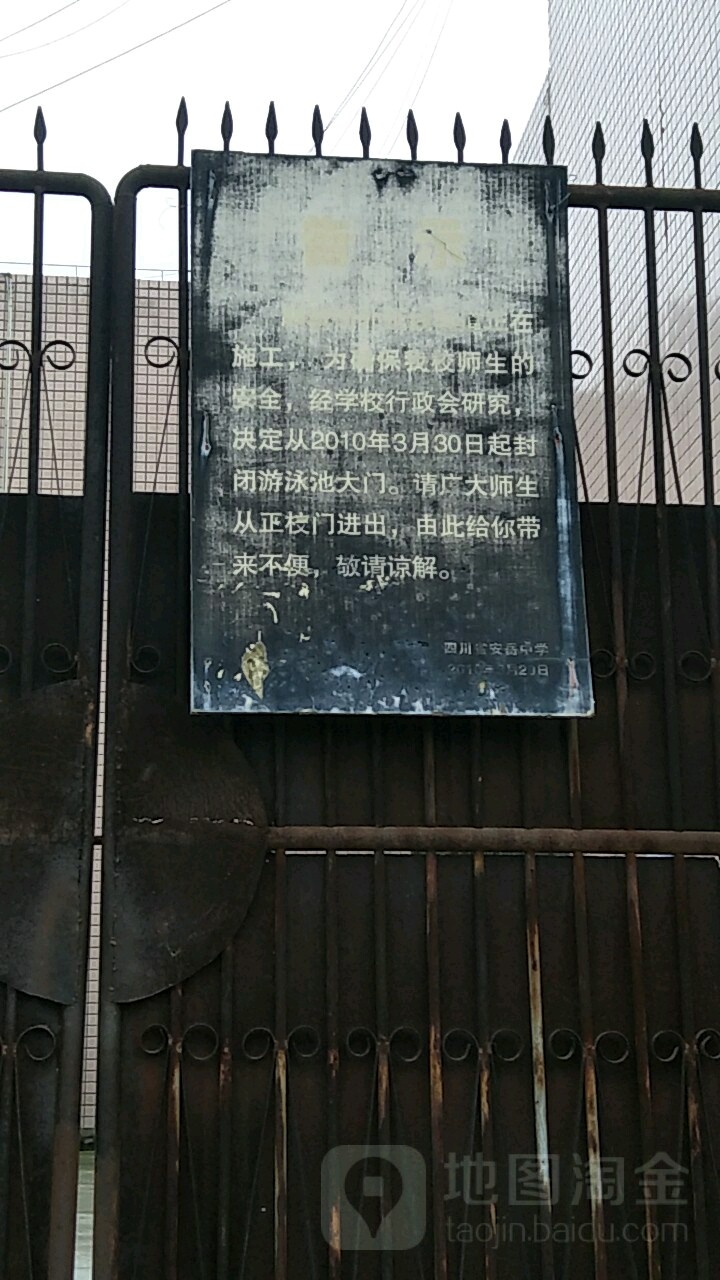 在
施工，为确保我校师生的
安全，经学校行政会研究，
决定从2010年3月30日起封
闭游泳池大门。请广大师生
从正校门进出，由此给你带
来不便，敬请谅解。
四川省安岳中学
地图淘金
taojin.baidu.com